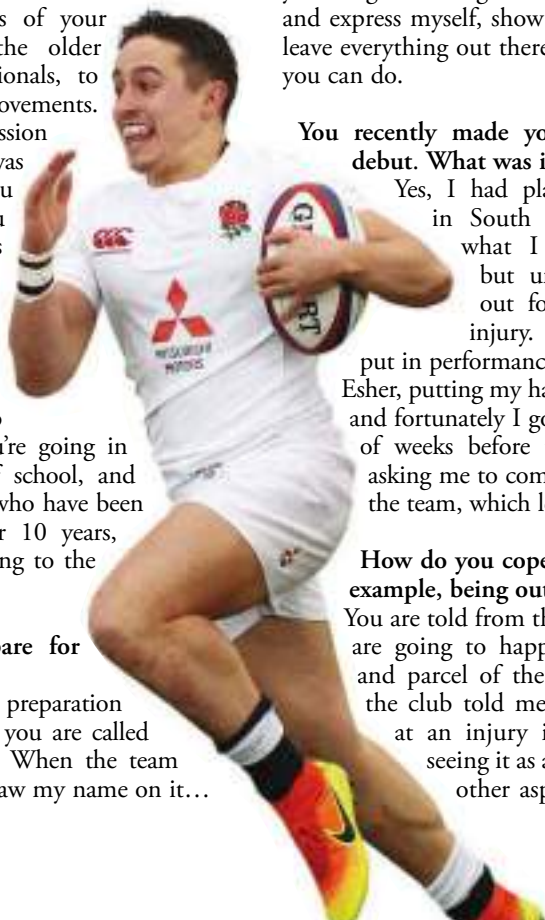 s of your
the older
ionals, to
ovements.
ssion
was
u
u
s
o
u're going in
f school, and
who have been
r 10 years,
ng to the
are for
preparation
you are called
When the team
aw my name on it…
and express myself, show
leave everything out there
you can do.
You recently made yo
debut. What was i
Yes, I had pla
in South
what I
but u
out fo
injury.
put in performanc
Esher, putting my ha
and fortunately I go
of weeks before
asking me to com
the team, which l
How do you cope
example, being out
You are told from th
are going to happ
and parcel of the
the club told me
at an injury i
seeing it as a
other asp
MITSUBISHI
MOTORS
G
RT